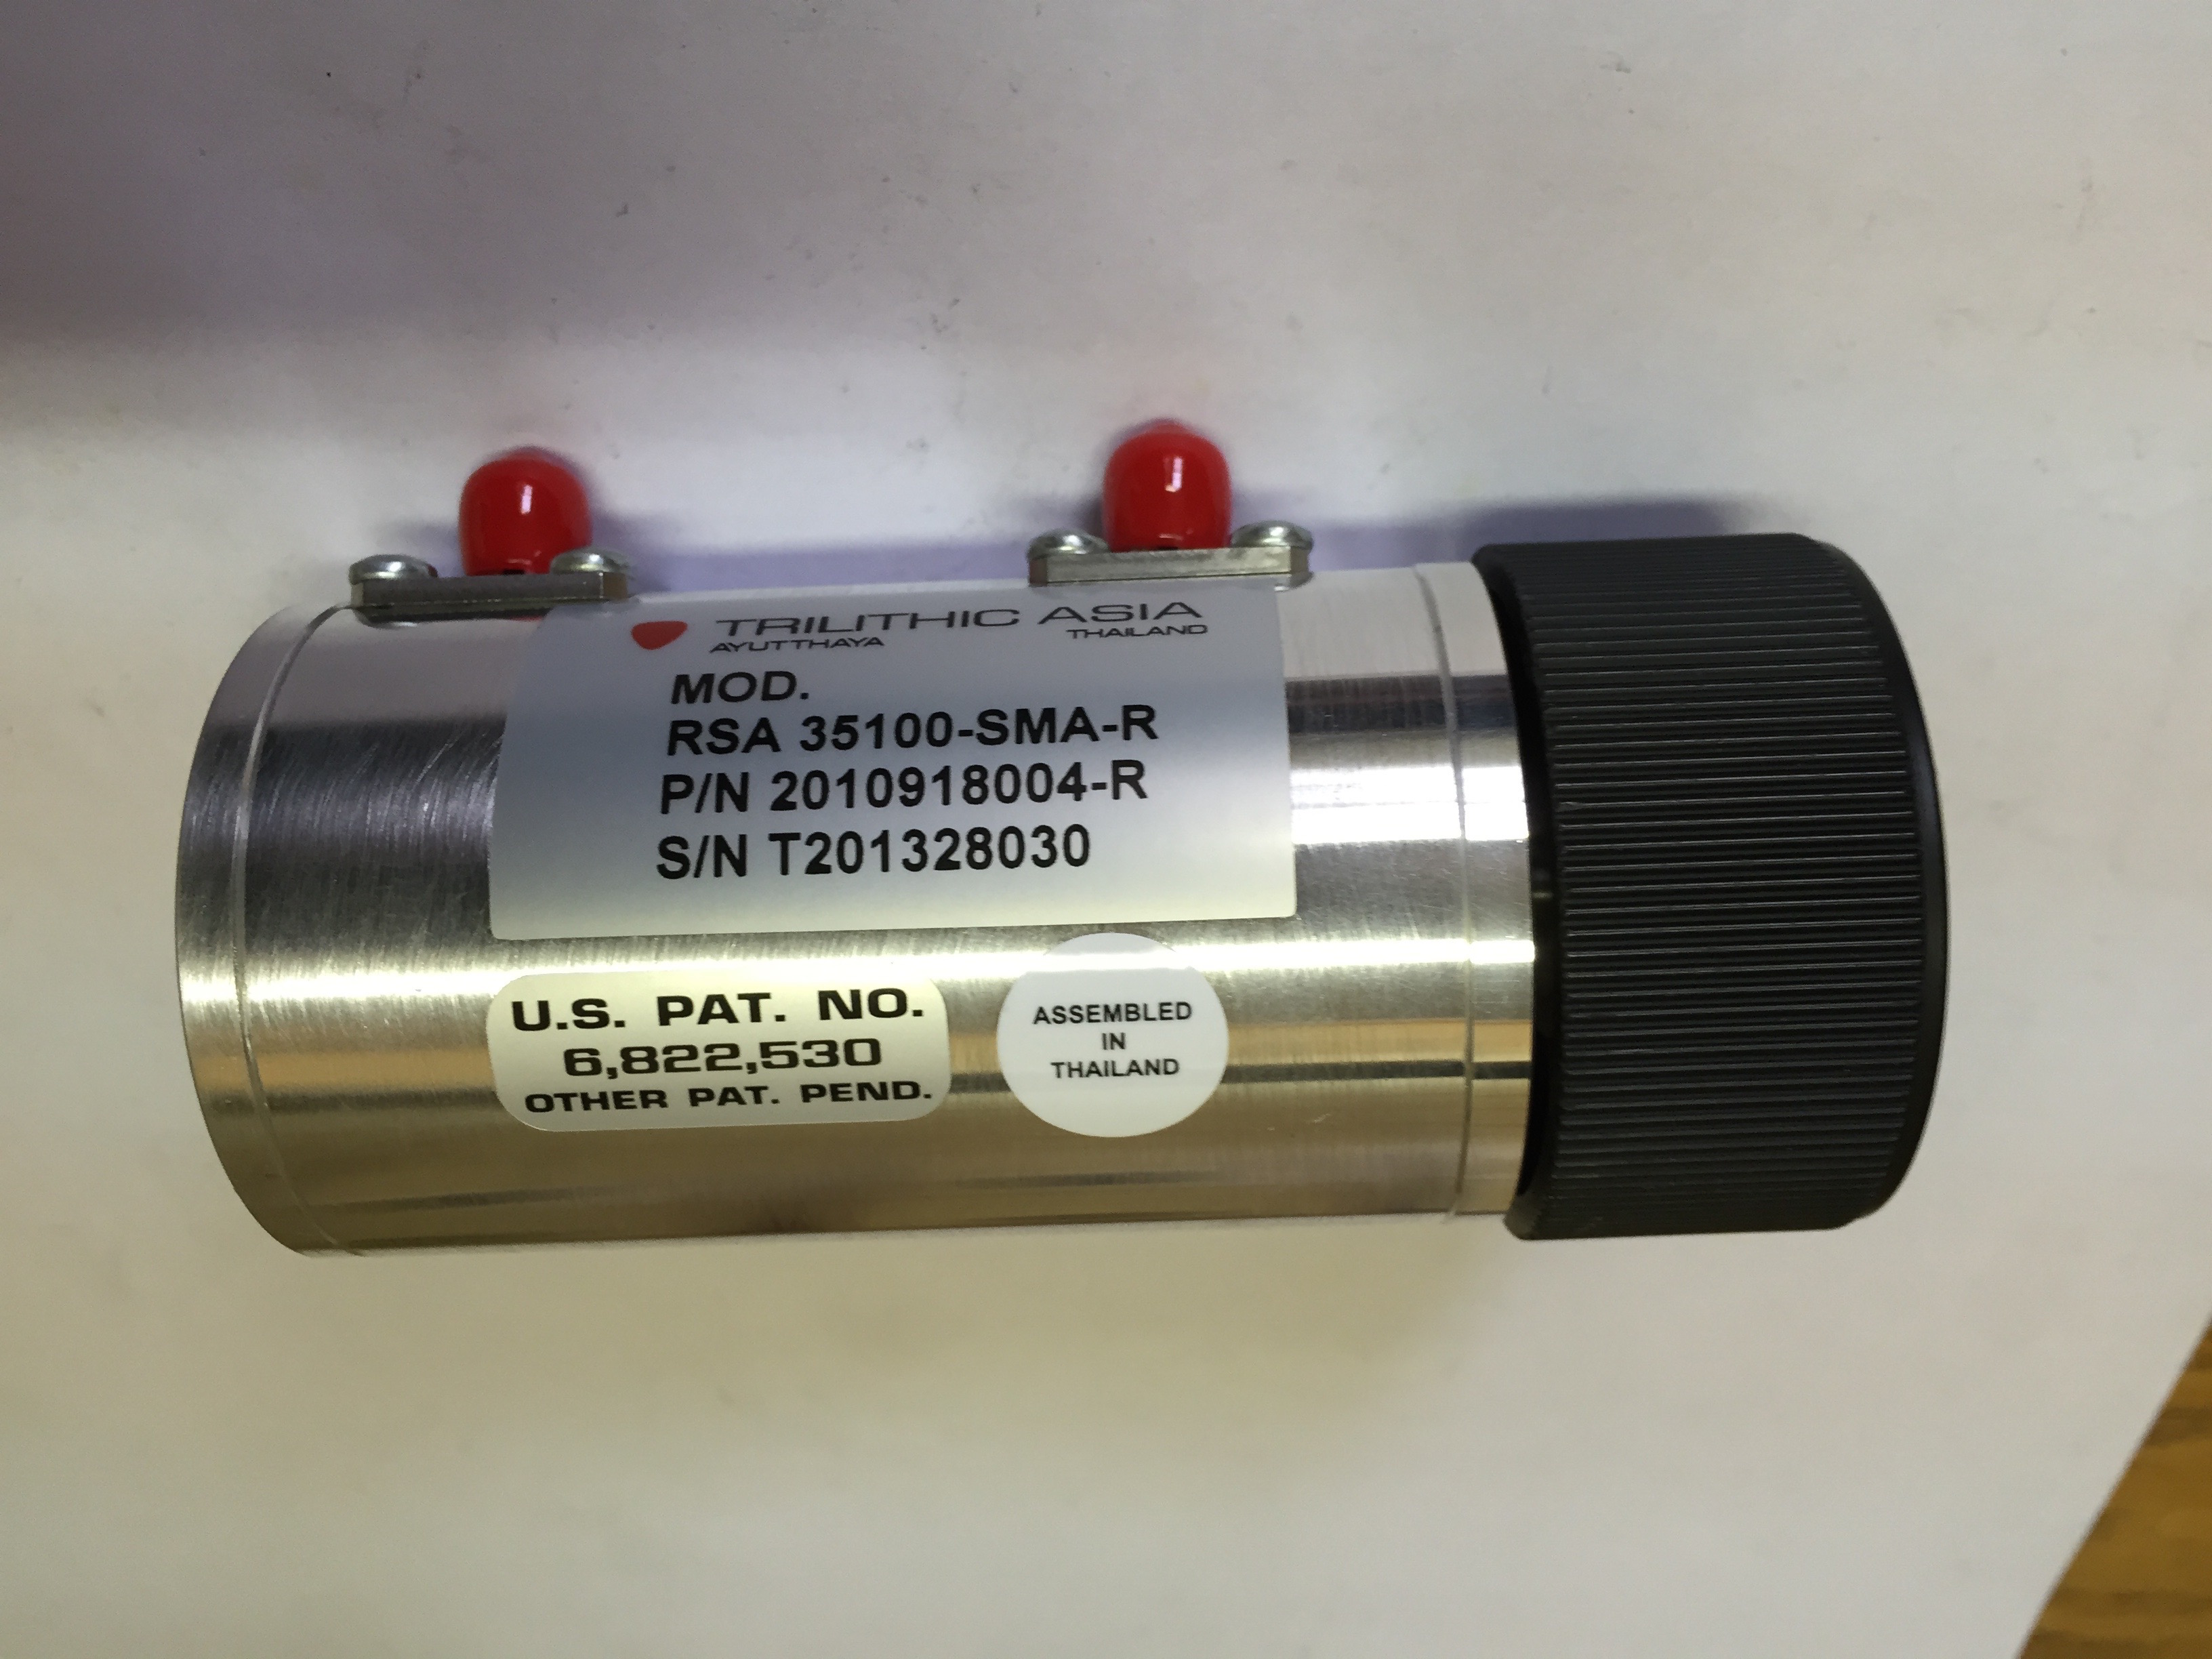 TRILITHIC ASIA
AYUTTHAYA THAILAND
MOD.
RSA 35100-SMA-R
P/N 2010918004-R
S/N T201328030
U.S. PAT. NO.
6,822,530
OTHER PAT. PEND.
ASSEMBLED
IN
THAILAND